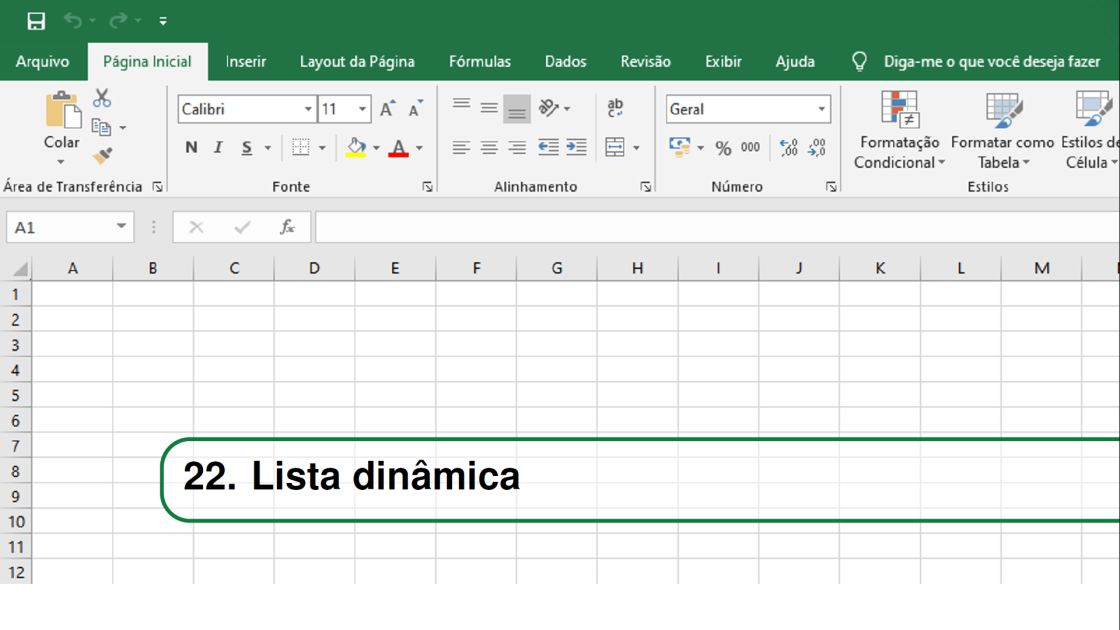 Arquivo Página Inicial Inserir Layout da Página Fórmulas Dados Revisão Exibir Ajuda Diga-me o que você deseja fazer
Calibri 11 A A ab Geral
Colar N I S A % 000 Formatação Formatar como Estilos de
Condicional Tabela Célula
Área de Transferência Fonte Alinhamento Número Estilos
A1 fx
A B C D E F G H I J K L M
1
2
3
4
5
6
7
8
9
10
11
12
22. Lista dinâmica